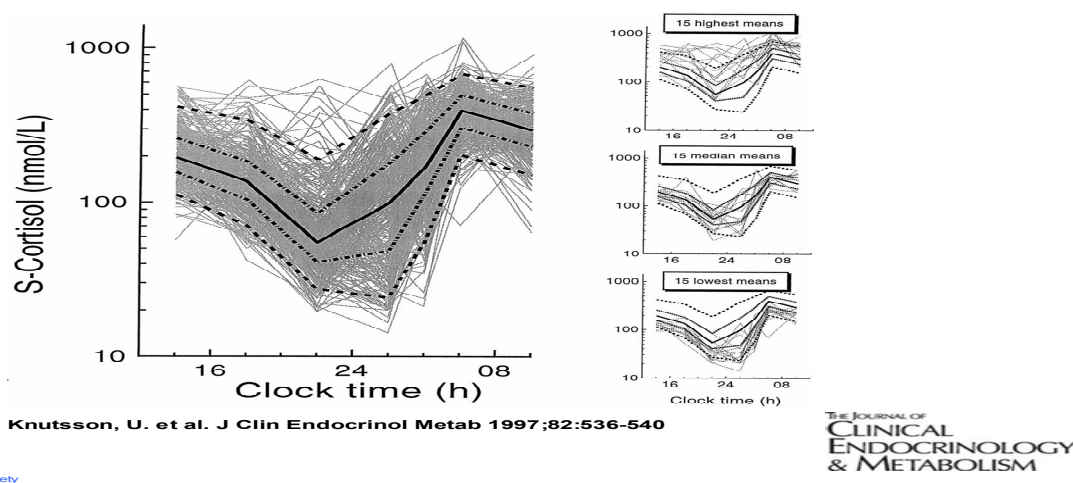 S-Cortisol (nmol/L)
1000
100
10
16
24
08
Clock time (h)
15 highest means
1000
100
10
16
24
08
15 median means
1000
100
10
16
24
08
15 lowest means
1000
100
10
16
24
08
Clock time (h)
Knutsson, U. et al. J Clin Endocrinol Metab 1997;82:536-540
THE JOURNAL OF
CLINICAL
ENDOCRINOLOGY
& METABOLISM
ety